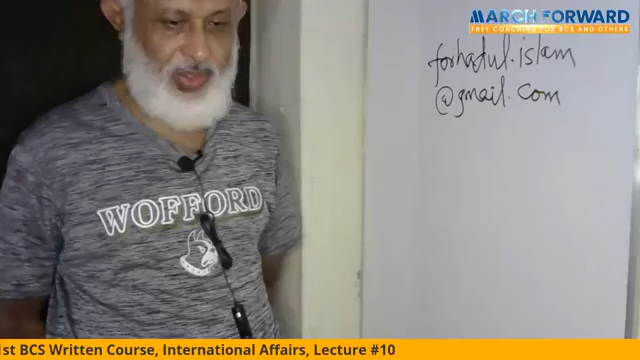 MARCH FORWARD
FREE COACHING FOR BCS AND OTHERS
forhadul.islam
@gmail.com
WOFFORD
1st BCS Written Course, International Affairs, Lecture #10